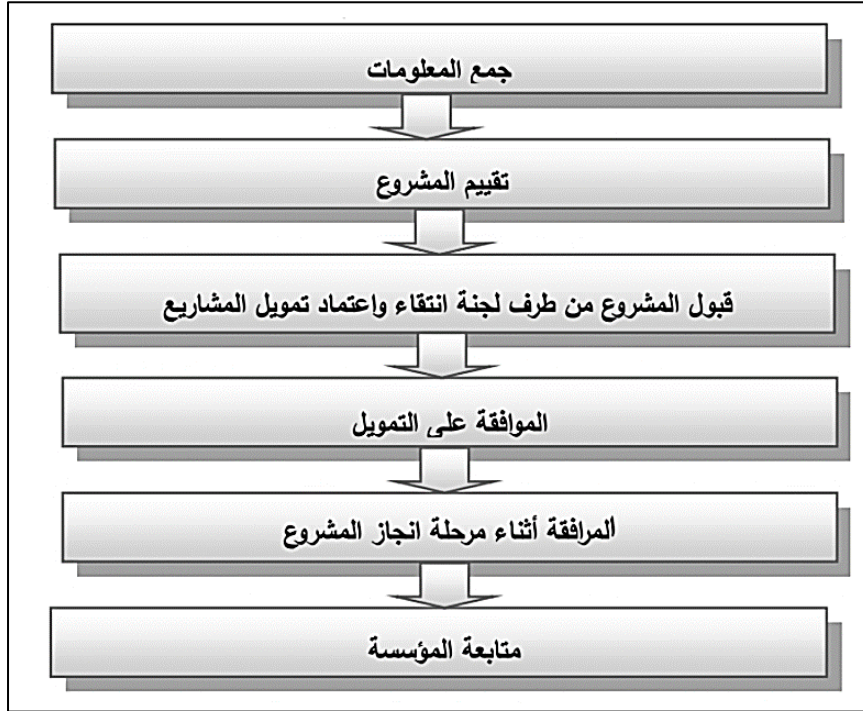 جمع المعلومات
تقييم المشروع
قبول المشروع من طرف لجنة انتقاء واعتماد تمويل المشاريع
الموافقة على التمويل
ألمرافقة أثناء مرحلة انجاز المشروع
متابعة المؤسسة